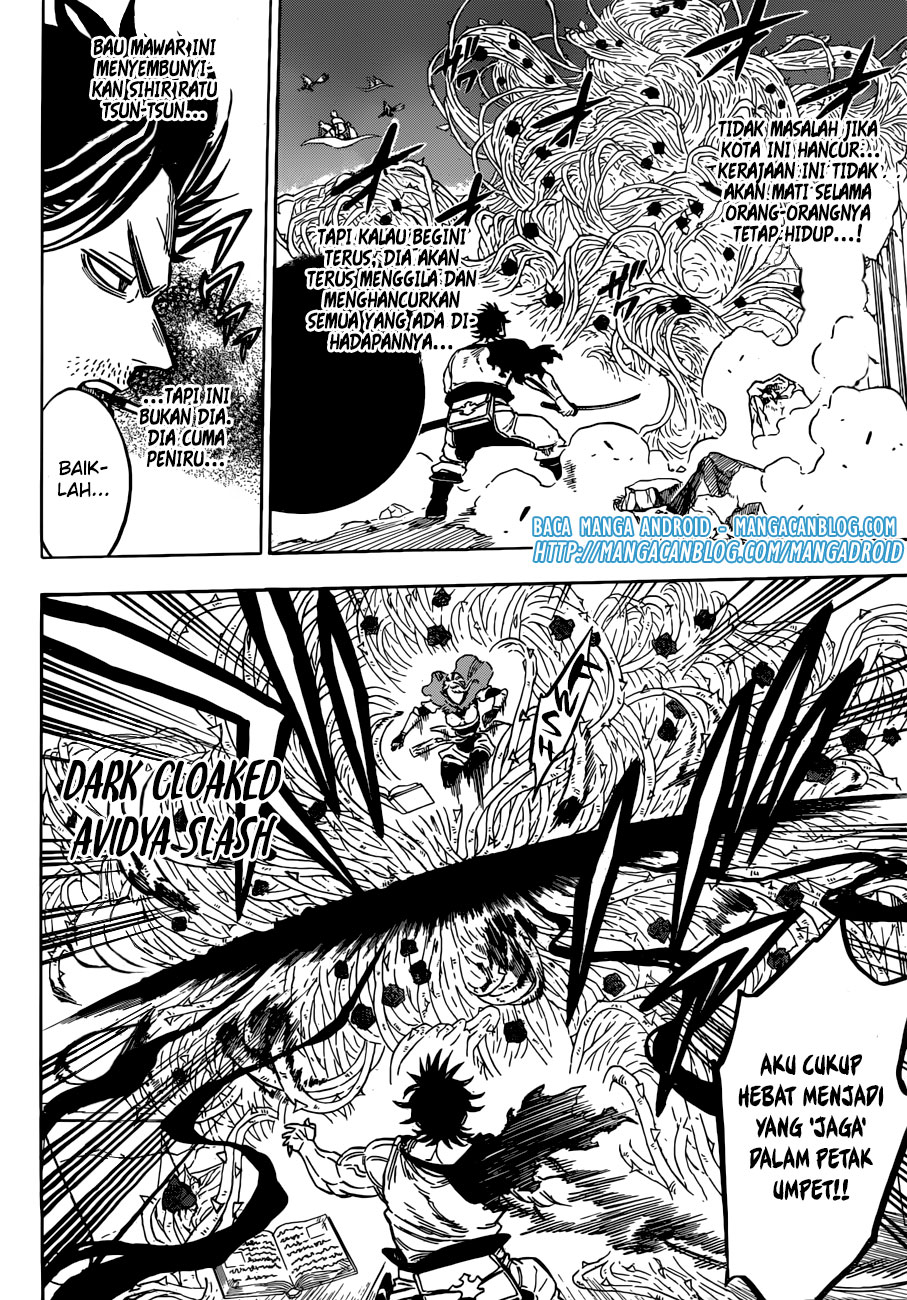 TIDAK MASALAH JIKA
KOTA INI HANCUR...
KERAJAAN INI TIDAK
AKAN MATI SELAMA
ORANG-ORANGNYA
TETAP HIDUP...!
TAPI KALAU BEGINI
TERUS. DIA AKAN
TERUS MENGGILA DAN
MENGHANCURKAN
SEMUA YANG ADA DI
HADAPANNYA...
BAU MAWAR INI
MENYEMBUNYI-
KAN SIHIR RATU
TSUN-TSUN...
...TAPI INI
BUKAN DIA.
DIA CUMA
PENIRU...
BAIK-
LAH...
BACA MANGA ANDROID - MANGACANBLOG.COM
HTTP://MANGACANBLOG.COM/MANGADROID
DARK CLOAKED
AVIDYA SLASH
AKU CUKUP
HEBAT MENJADI
YANG 'JAGA'
DALAM PETAK
UMPET!!